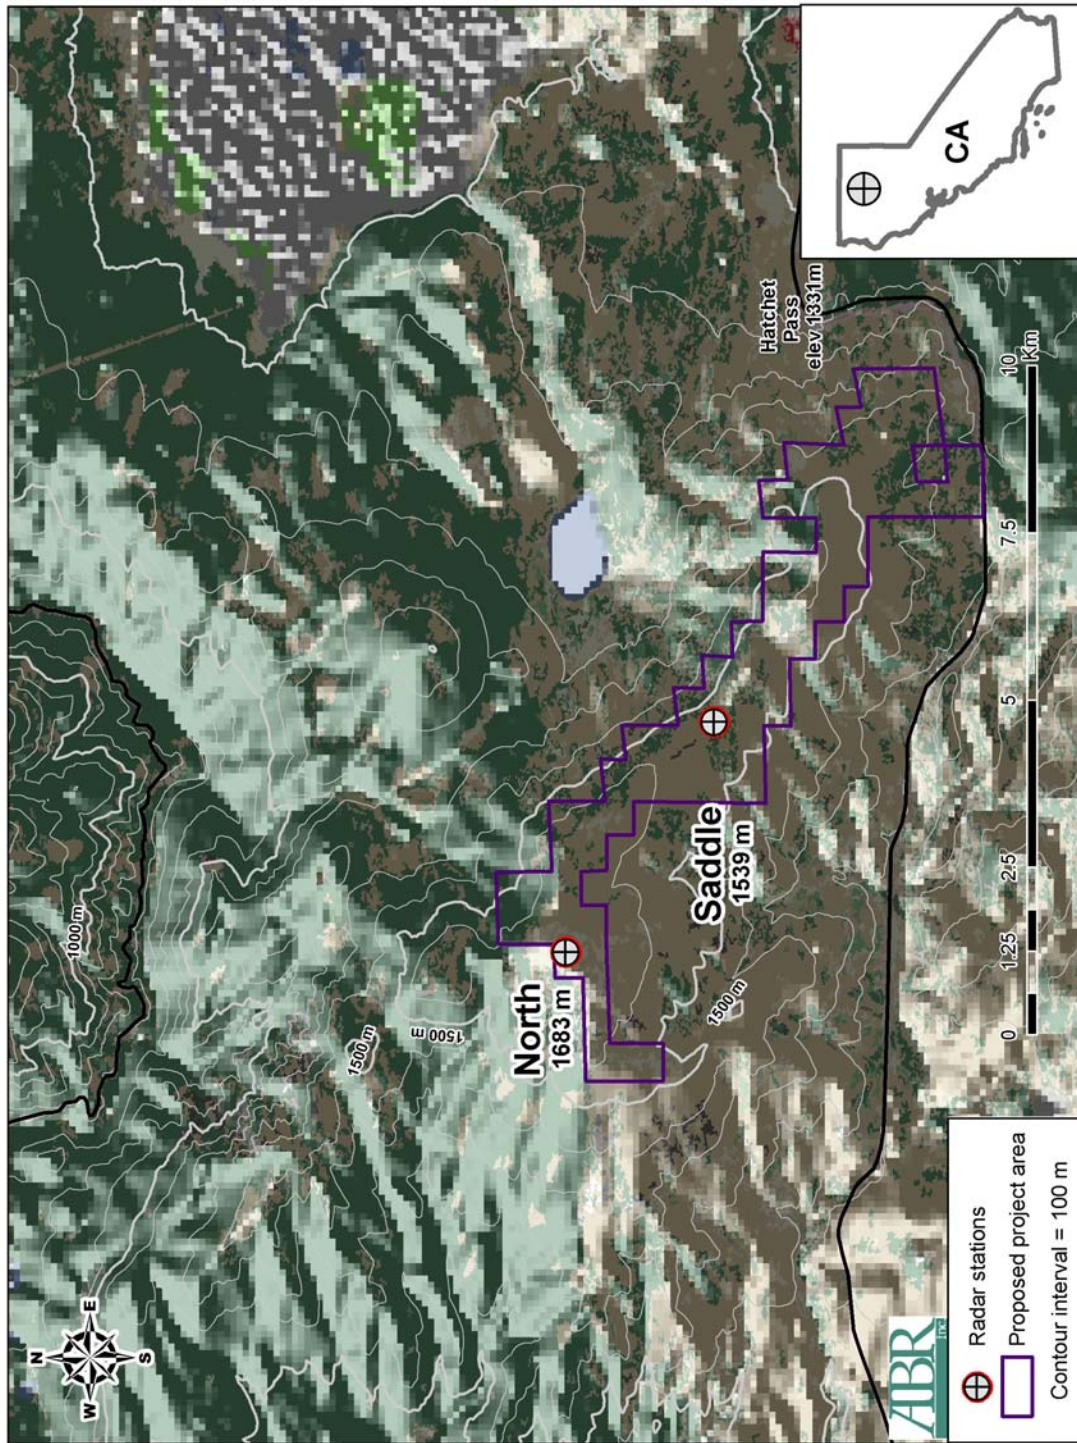 N
W
E
S
1000 m
1500 m
1500 m
North
1683 m
1500 m
Saddle
1539 m
Hatchet
Pass
elev 1331m
ABR
Inc.
Radar stations
Proposed project area
Contour interval = 100 m
0
1.25
2.5
5
7.5
10
Km
CA